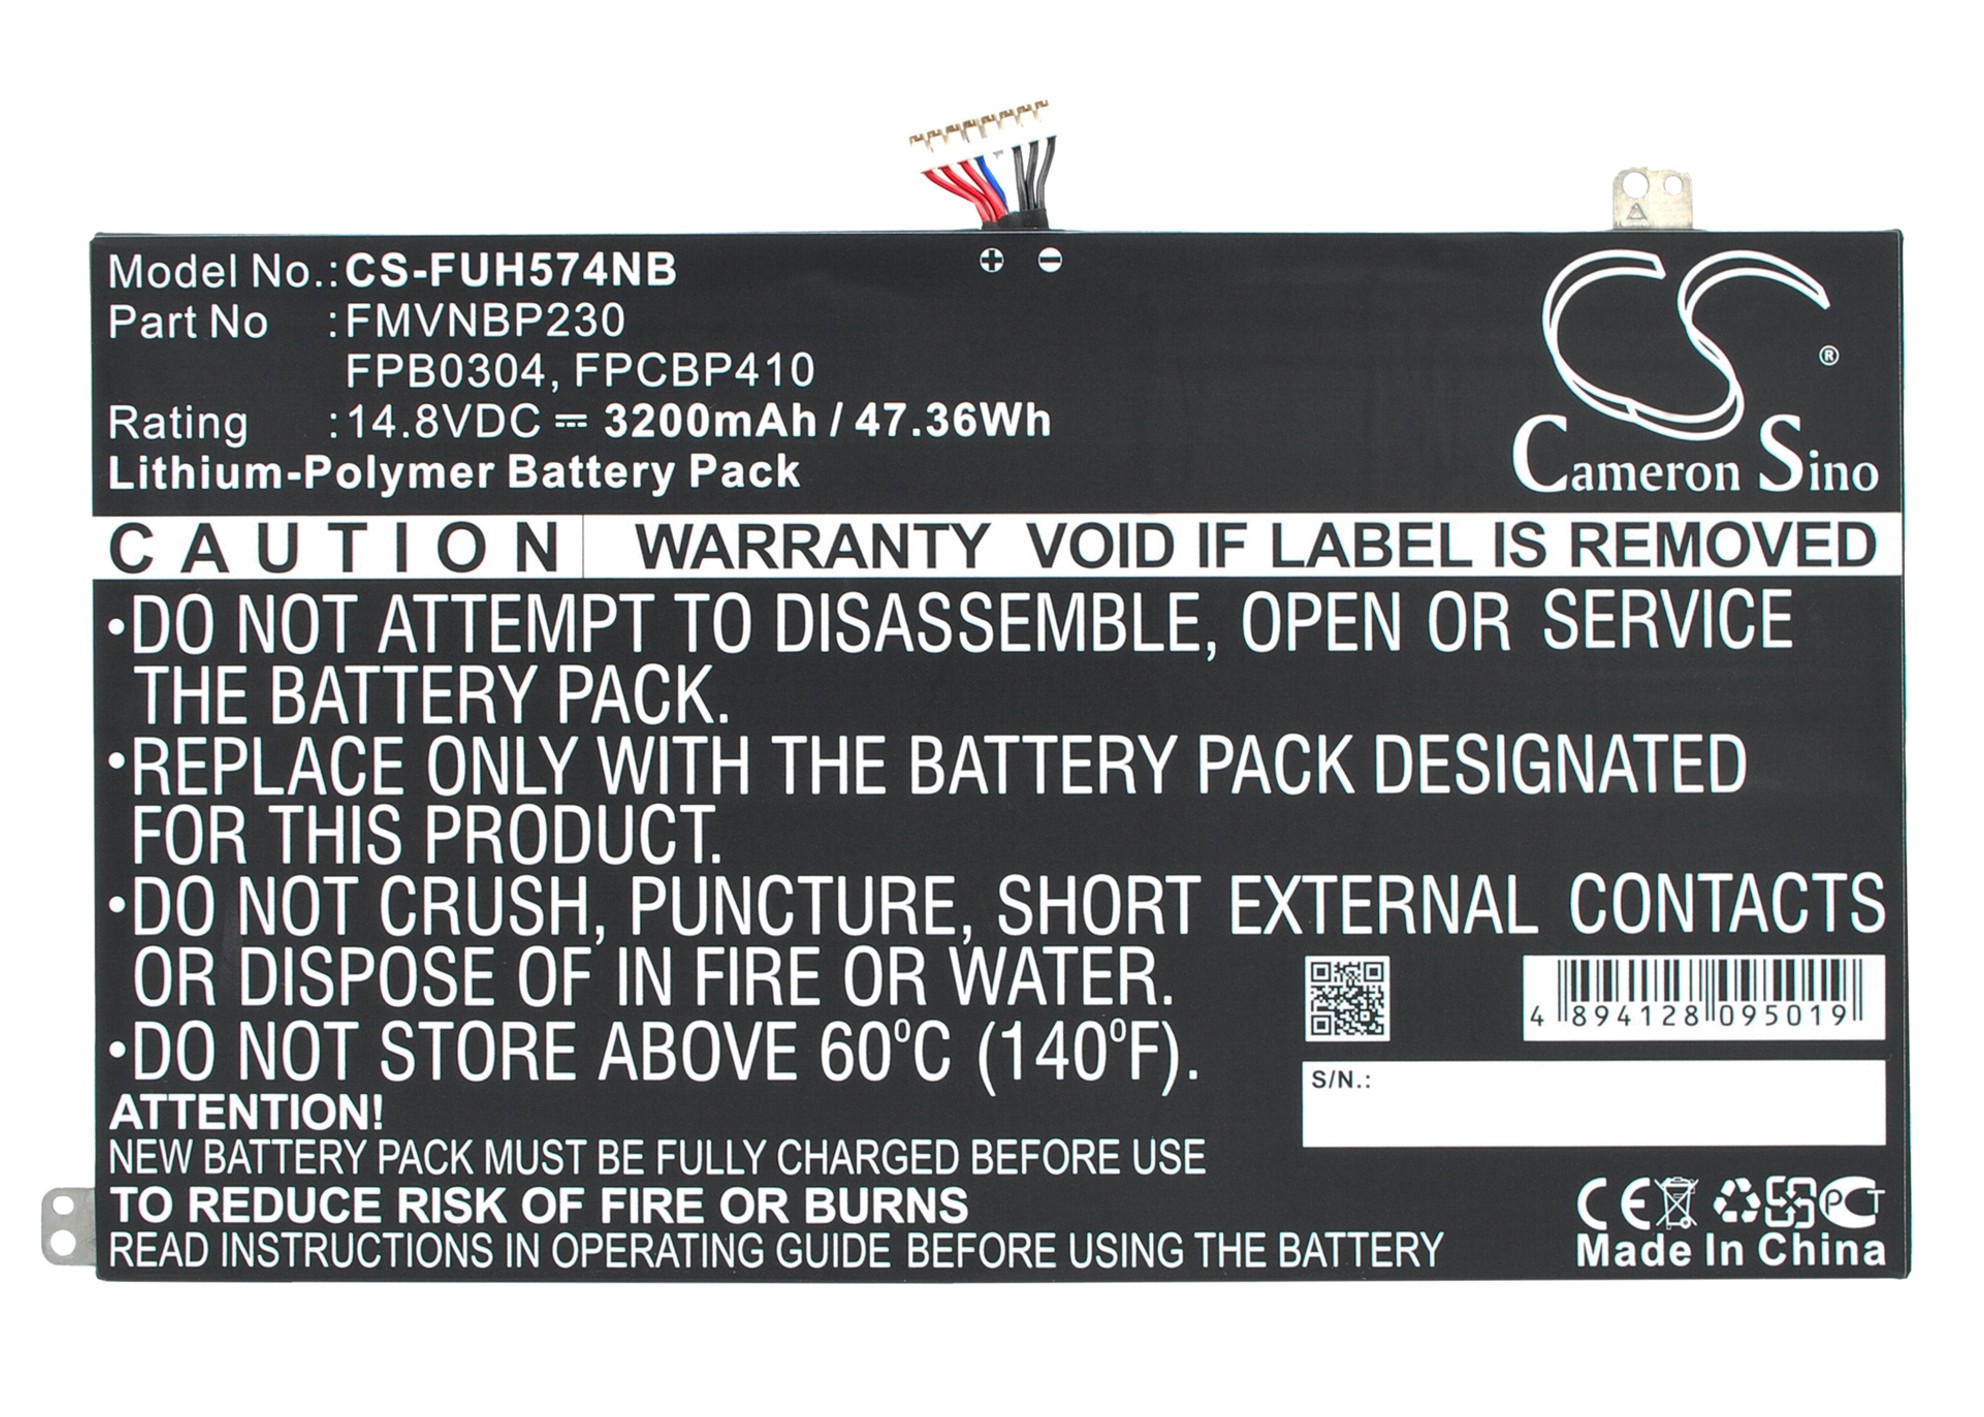 Model No.: CS-FUH574NB
Part No : FMVNBP230
FPB0304, FPCBP410
Rating : 14.8VDC ⎓ 3200mAh / 47.36Wh
Lithium-Polymer Battery Pack
CS
®
Cameron Sino
CAUTION WARRANTY VOID IF LABEL IS REMOVED
•DO NOT ATTEMPT TO DISASSEMBLE, OPEN OR SERVICE
THE BATTERY PACK.
•REPLACE ONLY WITH THE BATTERY PACK DESIGNATED
FOR THIS PRODUCT.
•DO NOT CRUSH, PUNCTURE, SHORT EXTERNAL CONTACTS
OR DISPOSE OF IN FIRE OR WATER.
•DO NOT STORE ABOVE 60°C (140°F).
4 894128 095019
S/N.:
ATTENTION!
NEW BATTERY PACK MUST BE FULLY CHARGED BEFORE USE
TO REDUCE RISK OF FIRE OR BURNS
READ INSTRUCTIONS IN OPERATING GUIDE BEFORE USING THE BATTERY
CE PCT
Made In China